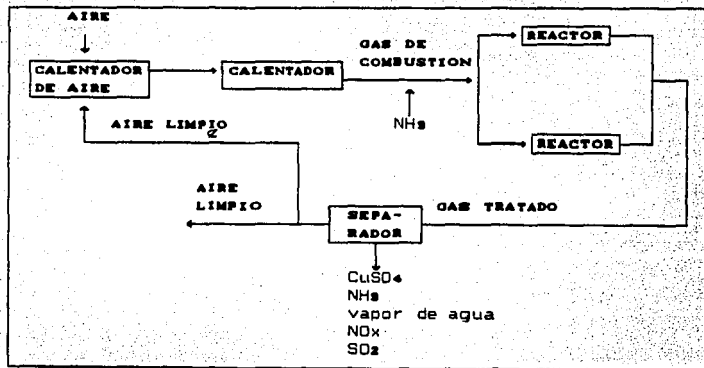 AIRE
CALENTADOR
DE AIRE
CALENTADOR
GAS DE
COMBUSTION
NH3
REACTOR
REACTOR
AIRE LIMPIO
AIRE
LIMPIO
SEPA-
RADOR
GAS TRATADO
CuSO4
NH3
vapor de agua
NOx
SO2